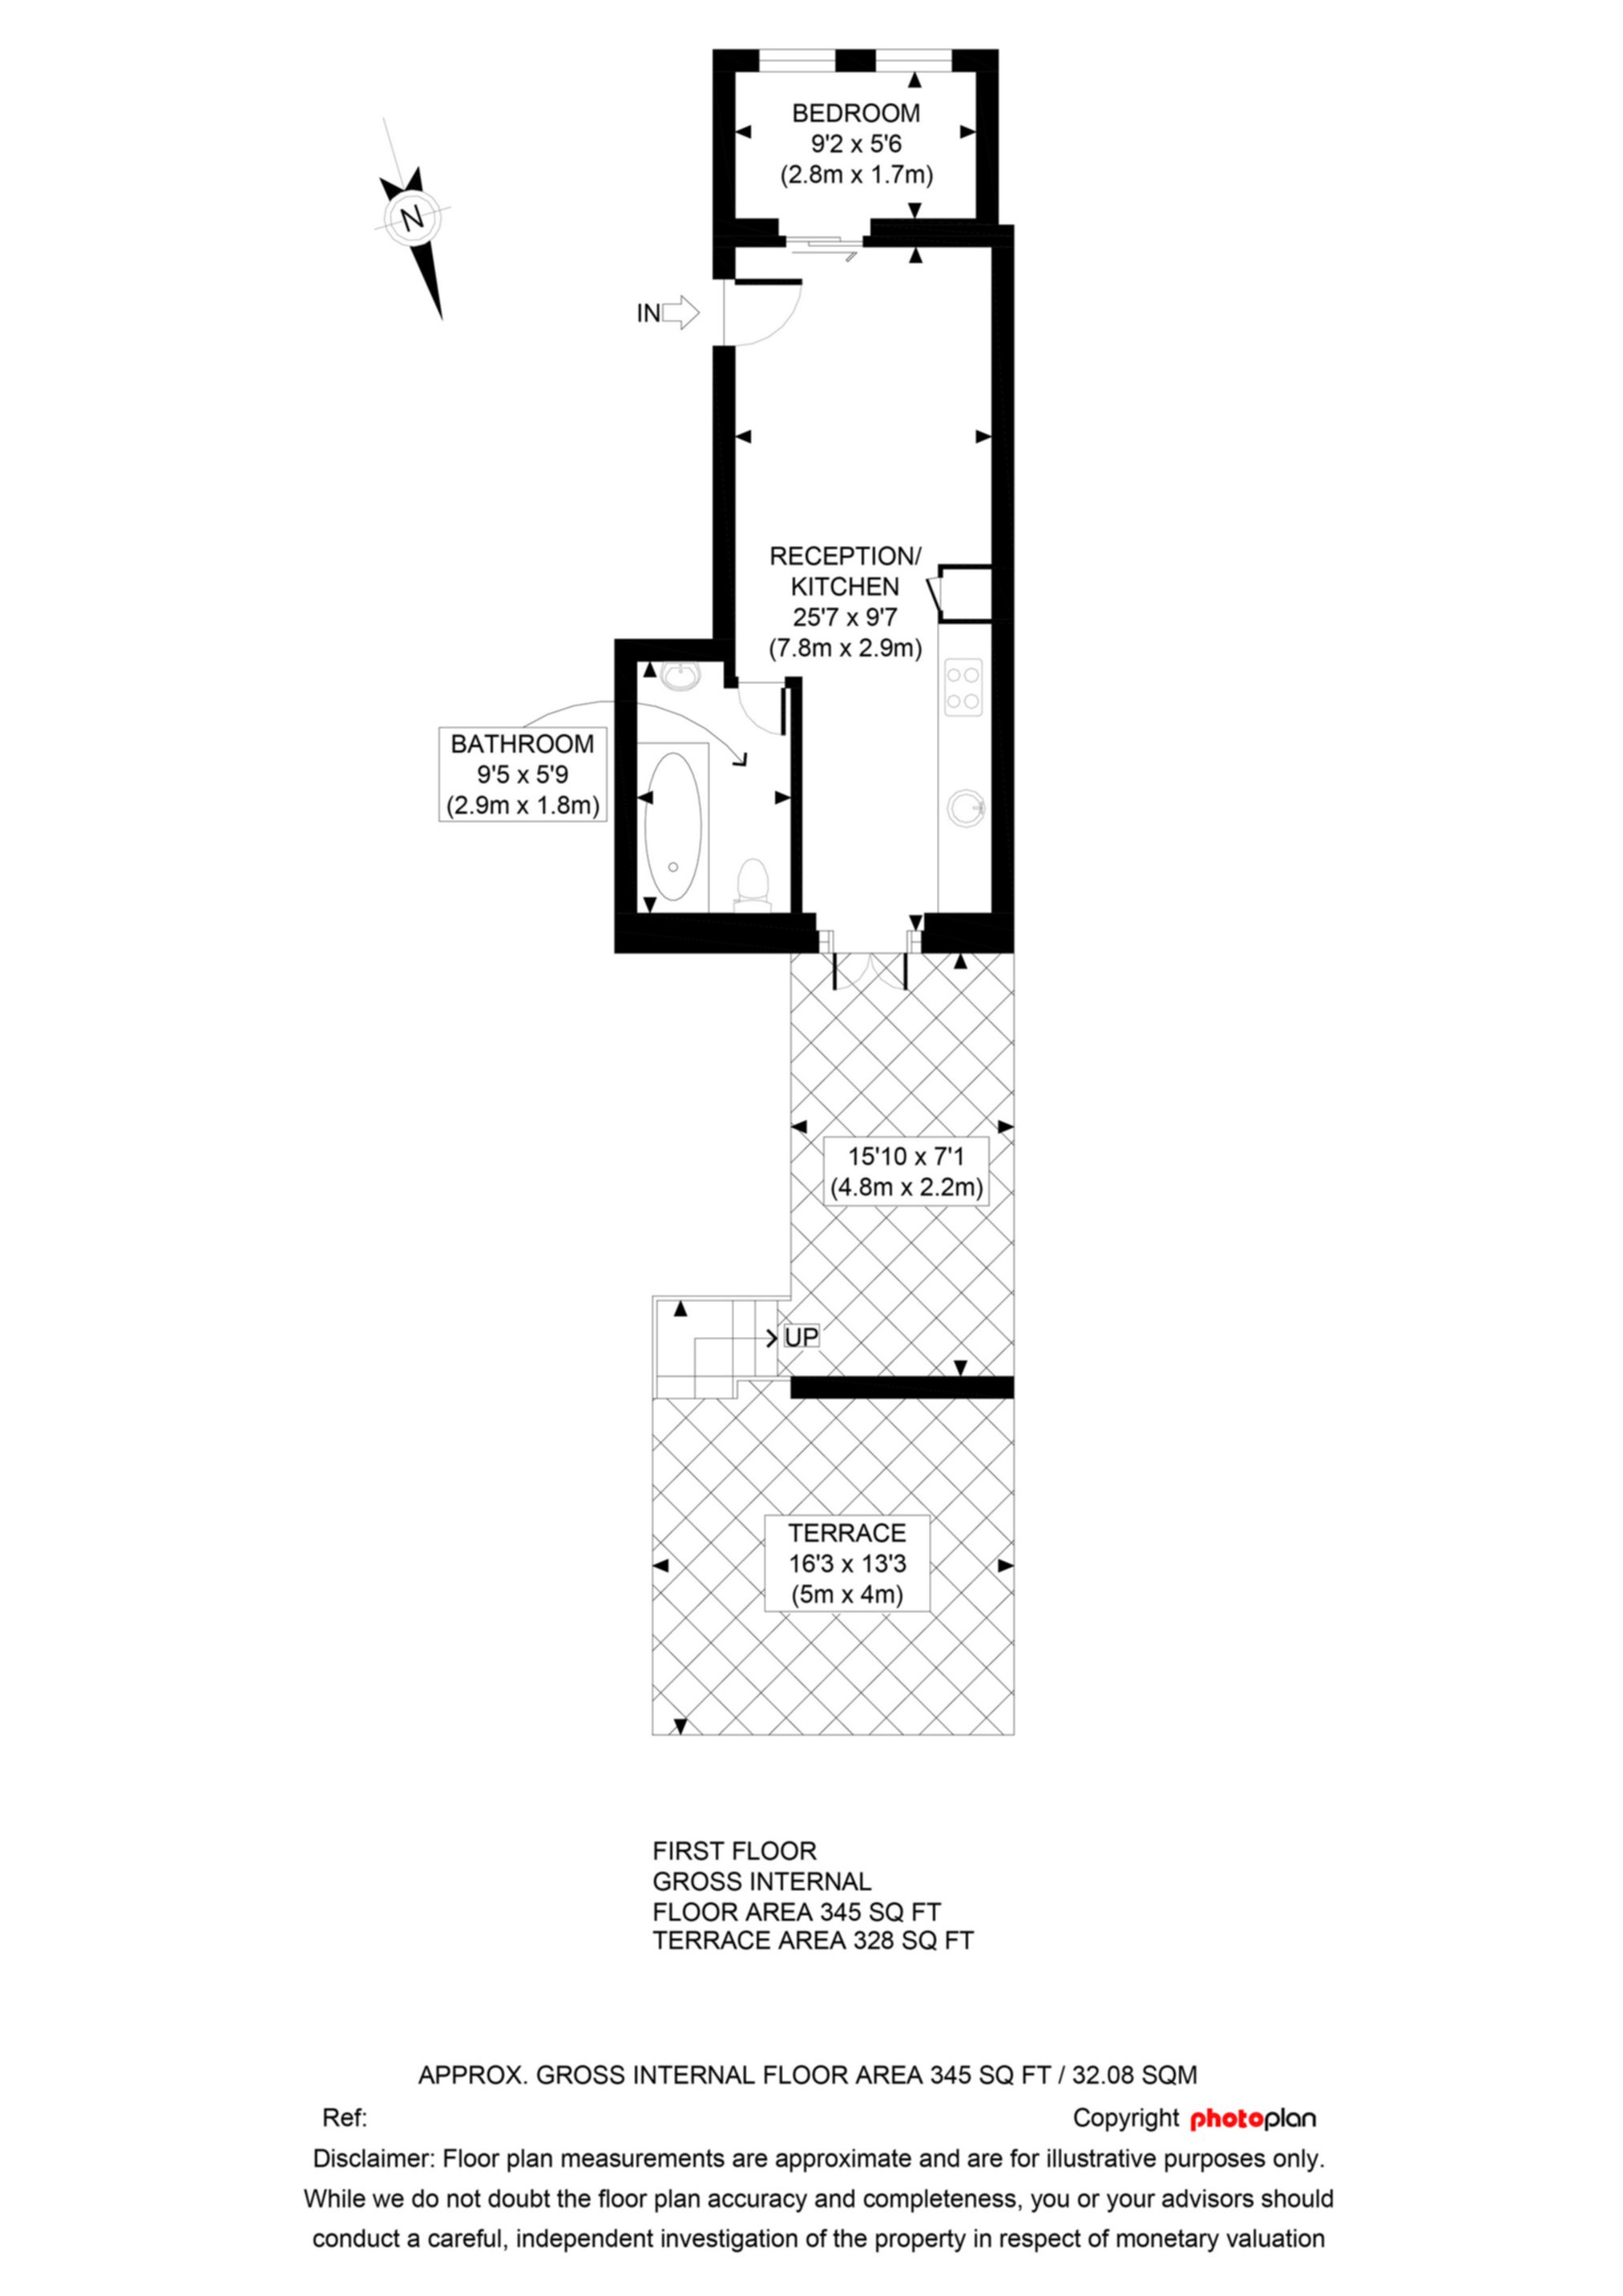 BEDROOM
9'2 x 5'6
(2.8m x 1.7m)
N
IN
RECEPTION/
KITCHEN
25'7 x 9'7
(7.8m x 2.9m)
BATHROOM
9'5 x 5'9
(2.9m x 1.8m)
15'10 x 7'1
(4.8m x 2.2m)
UP
TERRACE
16'3 x 13'3
(5m x 4m)
FIRST FLOOR
GROSS INTERNAL
FLOOR AREA 345 SQ FT
TERRACE AREA 328 SQ FT
APPROX. GROSS INTERNAL FLOOR AREA 345 SQ FT / 32.08 SQM
Ref:
Copyright photoplan
Disclaimer: Floor plan measurements are approximate and are for illustrative purposes only.
While we do not doubt the floor plan accuracy and completeness, you or your advisors should
conduct a careful, independent investigation of the property in respect of monetary valuation